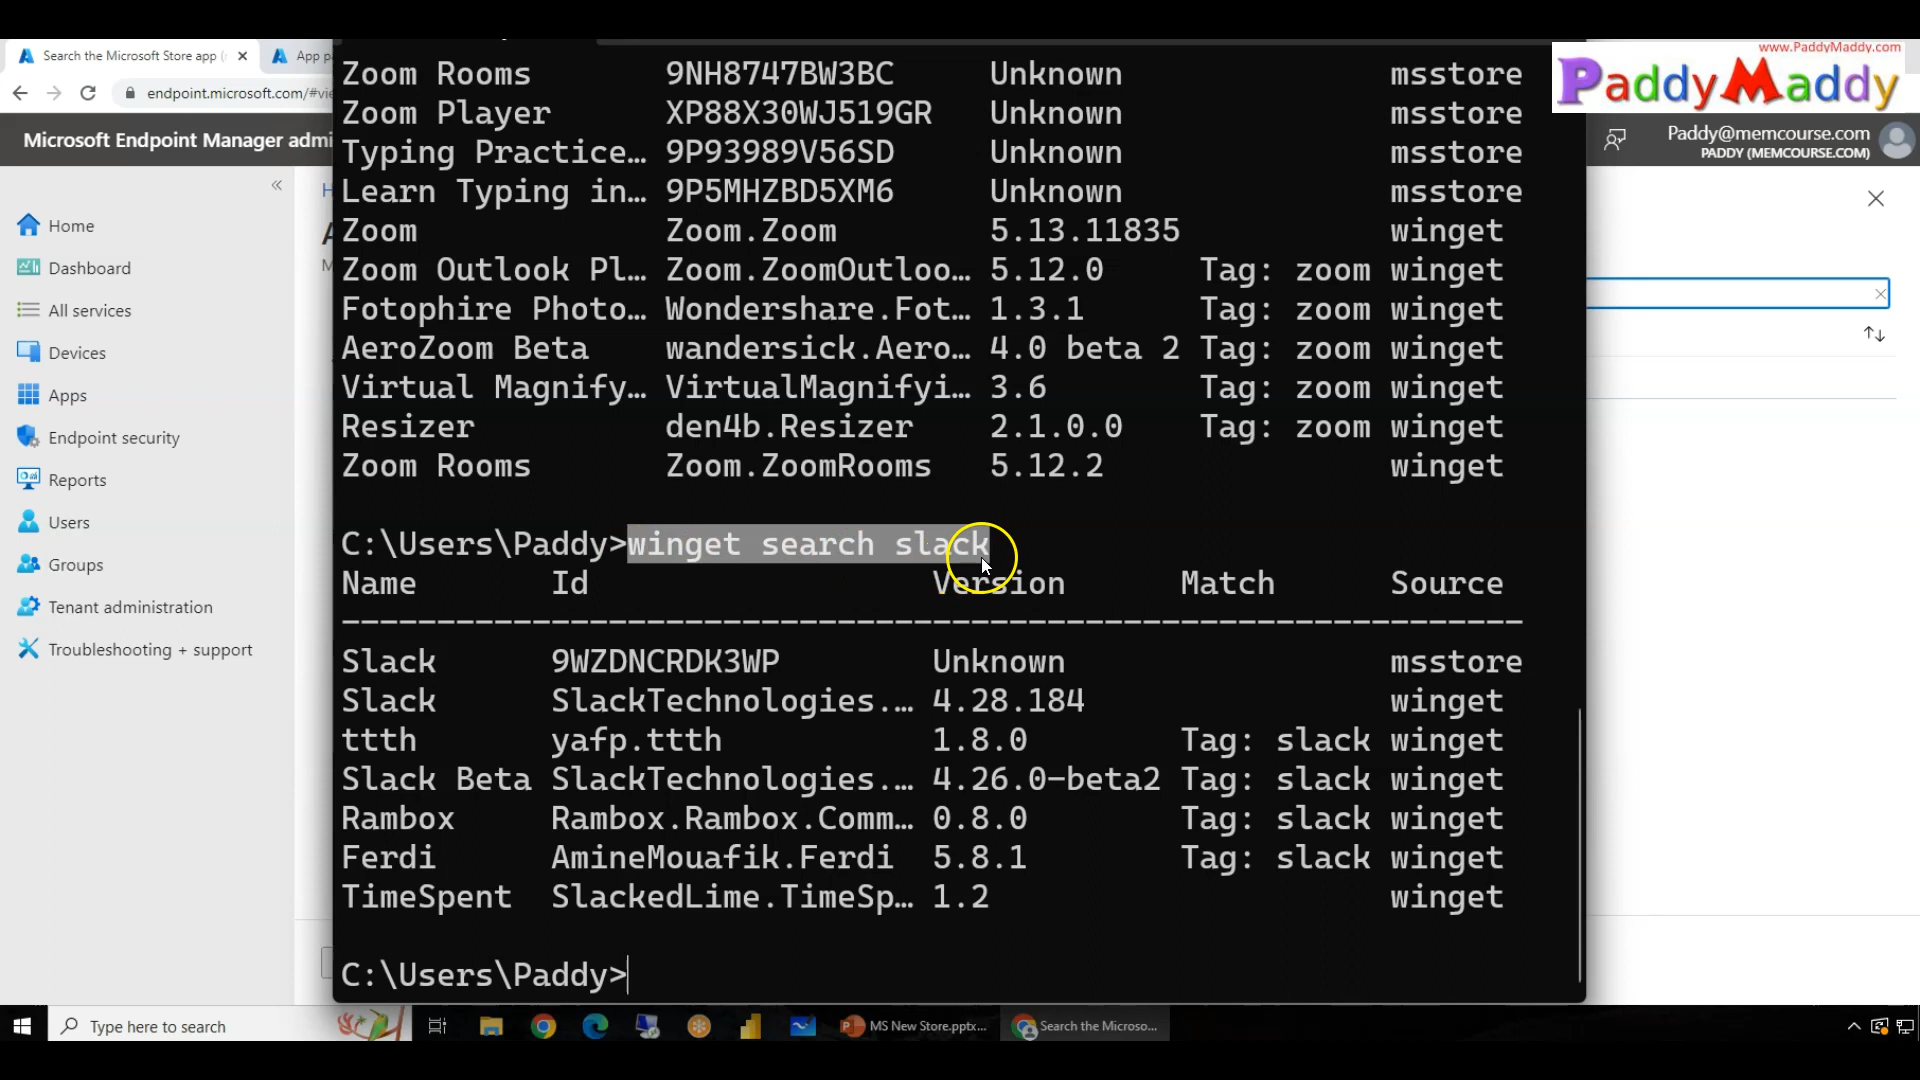 Search the Microsoft Store app (
App p
www.PaddyMaddy.com
PaddyMaddy
endpoint.microsoft.com/#vi
Microsoft Endpoint Manager admi
Paddy@memcourse.com
PADDY (MEMCOURSE.COM)
Home
Dashboard
All services
Devices
Apps
Endpoint security
Reports
Users
Groups
Tenant administration
Troubleshooting + support
Zoom Rooms 9NH8747BW3BC Unknown msstore
Zoom Player XP88X30WJ519GR Unknown msstore
Typing Practice… 9P93989V56SD Unknown msstore
Learn Typing in… 9P5MHZBD5XM6 Unknown msstore
Zoom Zoom.Zoom 5.13.11835 winget
Zoom Outlook Pl… Zoom.ZoomOutloo… 5.12.0 Tag: zoom winget
Fotophire Photo… Wondershare.Fot… 1.3.1 Tag: zoom winget
AeroZoom Beta wandersick.Aero… 4.0 beta 2 Tag: zoom winget
Virtual Magnify… VirtualMagnifyi… 3.6 Tag: zoom winget
Resizer den4b.Resizer 2.1.0.0 Tag: zoom winget
Zoom Rooms Zoom.ZoomRooms 5.12.2 winget
C:\Users\Paddy>winget search slack
Name Id Version Match Source
Slack 9WZDNCRDK3WP Unknown msstore
Slack SlackTechnologies.… 4.28.184 winget
ttth yafp.ttth 1.8.0 Tag: slack winget
Slack Beta SlackTechnologies.… 4.26.0-beta2 Tag: slack winget
Rambox Rambox.Rambox.Comm… 0.8.0 Tag: slack winget
Ferdi AmineMouafik.Ferdi 5.8.1 Tag: slack winget
TimeSpent SlackedLime.TimeSp… 1.2 winget
C:\Users\Paddy>
Type here to search
MS New Store.pptx...
Search the Microso...